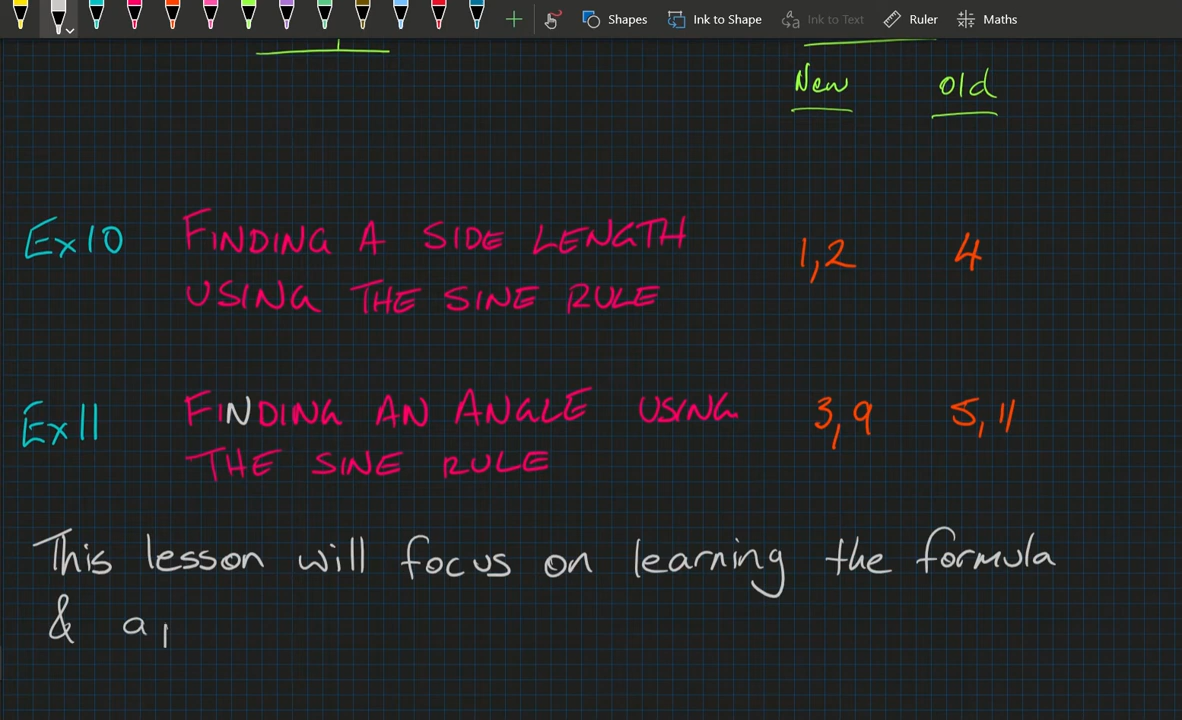 Shapes Ink to Shape Ink to Text Ruler Maths
New Old
Ex10 FINDING A SIDE LENGTH 1,2 4
USING THE SINE RULE
Ex11 FINDING AN ANGLE USING 3,9 5,11
THE SINE RULE
This lesson will focus on learning the formula
& a